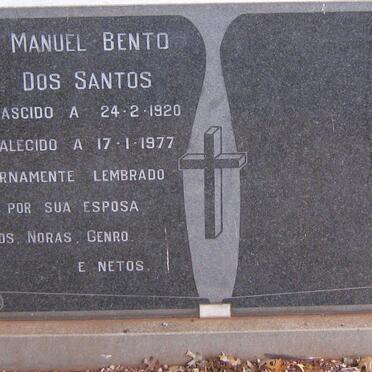 MANUEL BENTO
DOS SANTOS
ASCIDO A 24-2-1920
ALECIDO A 17-1-1977
RNAMENTE LEMBRADO
POR SUA ESPOSA
OS, NORAS, GENRO
E NETOS.